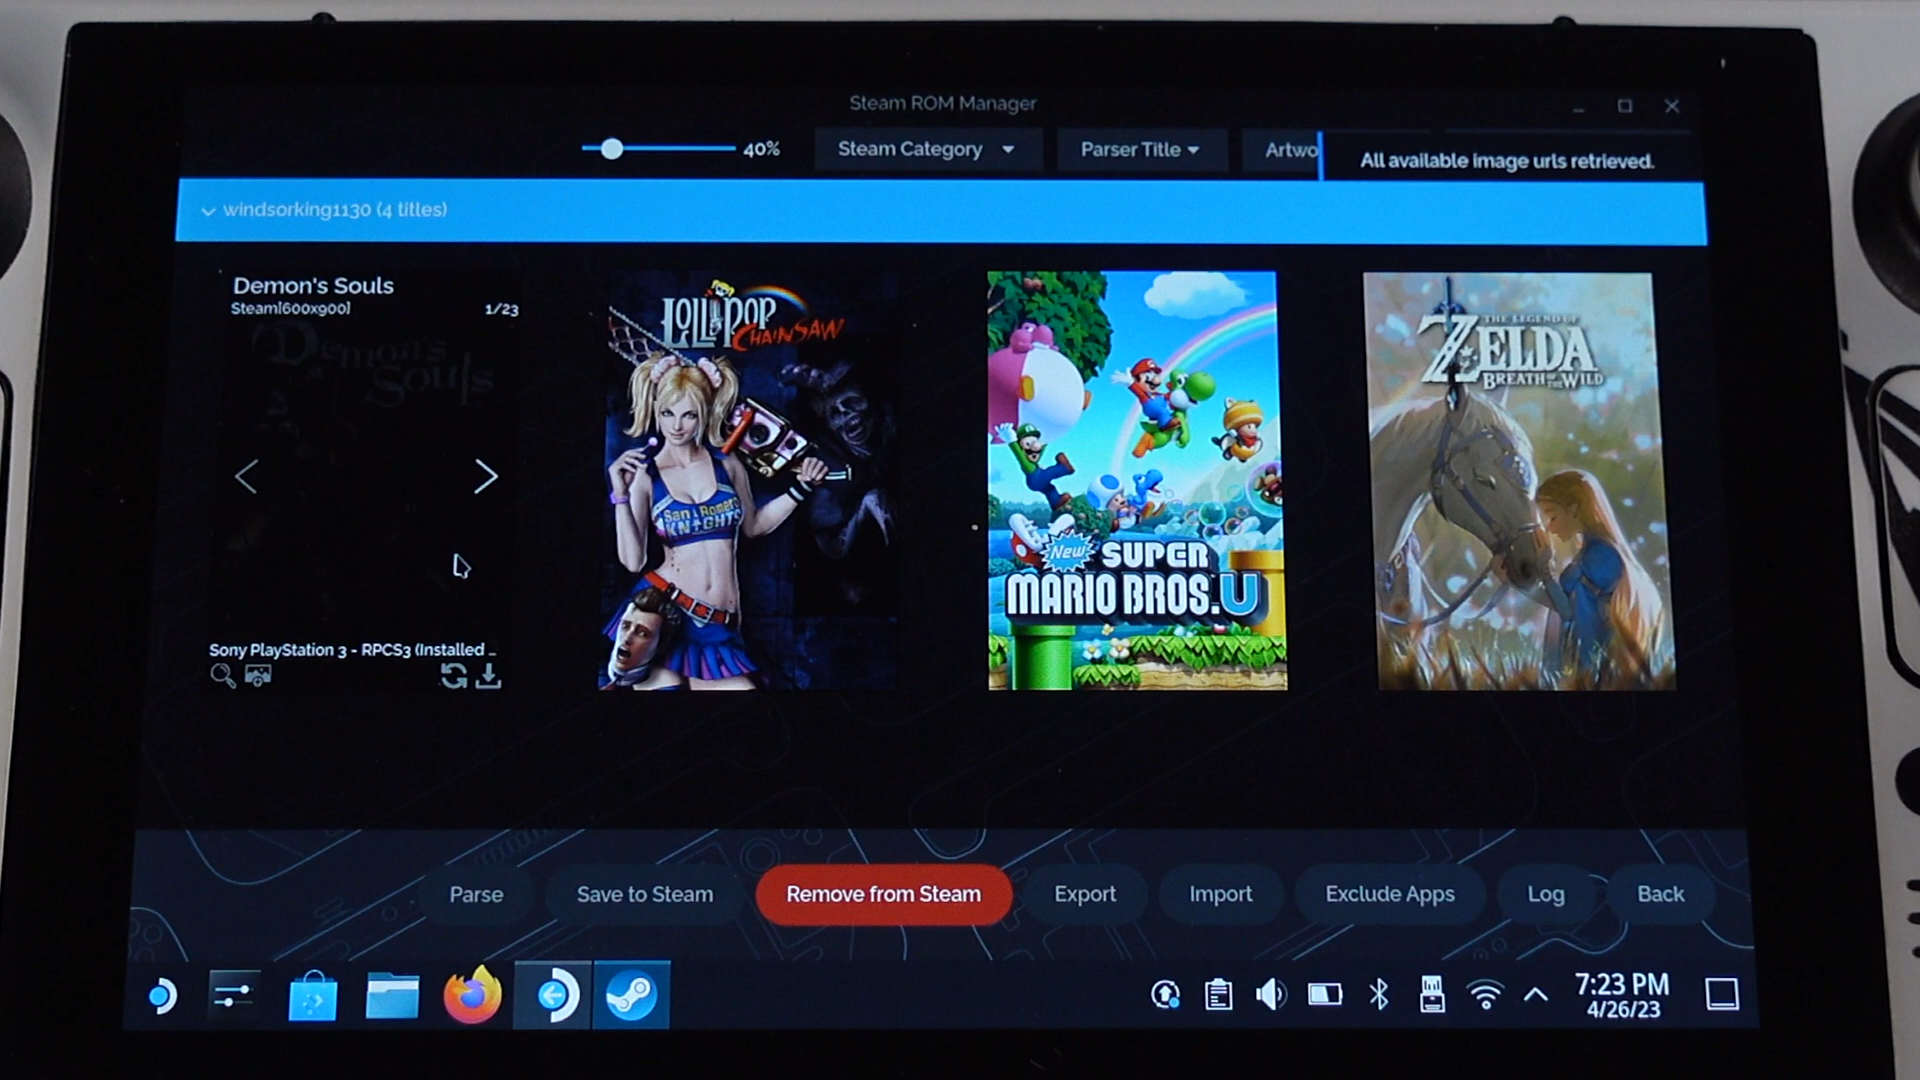 Steam ROM Manager
40%
Steam Category
Parser Title
Artwo
All available image urls retrieved.
windsorking1130 (4 titles)
Demon's Souls
Steam[600x900]
1/23
Demon's
Souls
Sony PlayStation 3 - RPCS3 (Installed ...
LOLLIPOP
CHAINSAW
San Romero
KNIGHTS
New SUPER
MARIO BROS.U
THE LEGEND OF
ZELDA
BREATH OF THE WILD
Parse
Save to Steam
Remove from Steam
Export
Import
Exclude Apps
Log
Back
7:23 PM
4/26/23